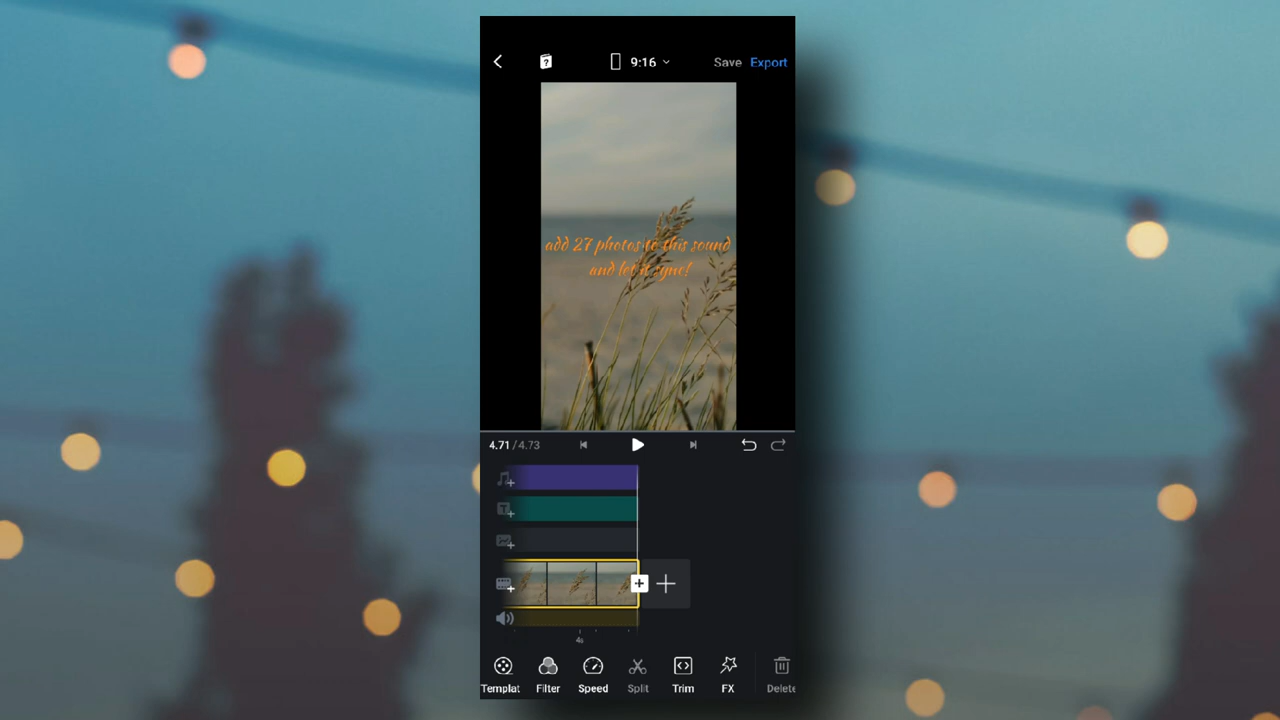 9:16
Save
Export
add 27 photos to this sound
and let it sync!
4.71 / 4.73
4s
Templat
Filter
Speed
Split
Trim
FX
Delete